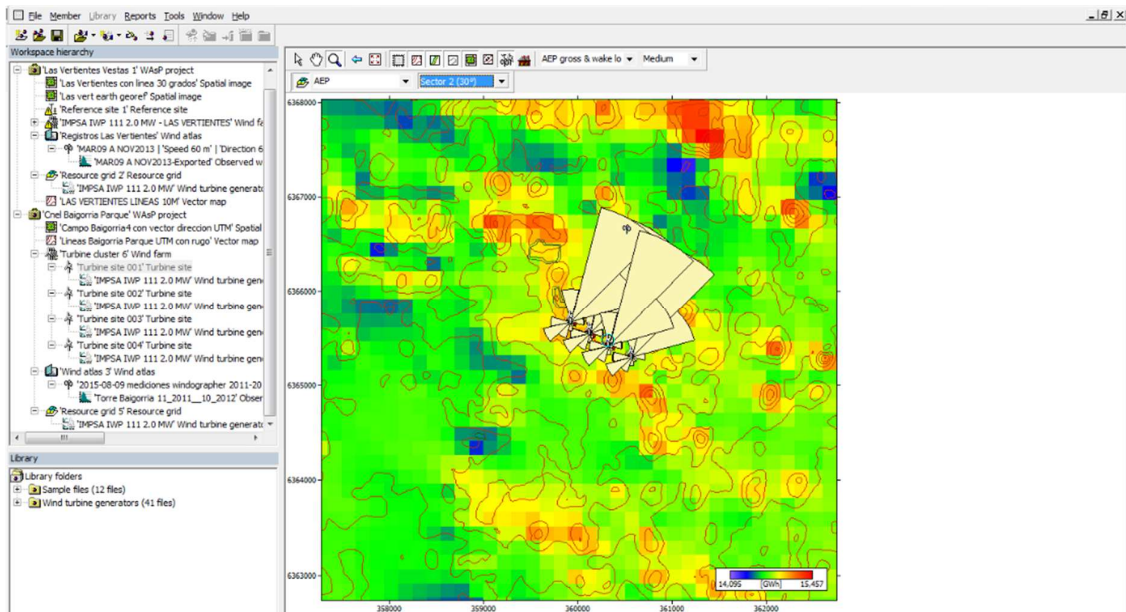 File Member Library Reports Tools Window Help
Workspace hierarchy
AEP gross & wake lo Medium
AEP Sector 2 (30°)
'Las Vertientes Vestas 1' WAsP project
'Las Vertientes con linea 30 grados' Spatial image
'Las vert earth georef' Spatial image
'Reference site 1' Reference site
'IMPSA IWP 111 2.0 MW - LAS VERTIENTES' Wind fa
'Registros Las Vertientes' Wind atlas
'MAR09 A NOV2013 | 'Speed 60 m' | 'Direction 6
'MAR09 A NOV2013-Exported' Observed w
'Resource grid 2' Resource grid
'IMPSA IWP 111 2.0 MW' Wind turbine generato
'LAS VERTIENTES LINEAS 10M' Vector map
'Cnel Baigorria Parque' WAsP project
'Campo Baigorria4 con vector direccion UTM' Spatial
'Lineas Baigorria Parque UTM con rugo' Vector map
'Turbine cluster 6' Wind farm
'Turbine site 001' Turbine site
'IMPSA IWP 111 2.0 MW' Wind turbine gen
'Turbine site 002' Turbine site
'IMPSA IWP 111 2.0 MW' Wind turbine gen
'Turbine site 003' Turbine site
'IMPSA IWP 111 2.0 MW' Wind turbine gen
'Turbine site 004' Turbine site
'IMPSA IWP 111 2.0 MW' Wind turbine gen
'Wind atlas 3' Wind atlas
'2015-08-09 mediciones windographer 2011-20
'Torre Baigorria 11_2011__10_2012' Obser
'Resource grid 5' Resource grid
'IMPSA IWP 111 2.0 MW' Wind turbine generato
Library
Library folders
Sample files (12 files)
Wind turbine generators (41 files)
6368000
6367000
6366000
6365000
6364000
6363000
14.095 [GWh] 15.457
358000 359000 360000 361000 362000